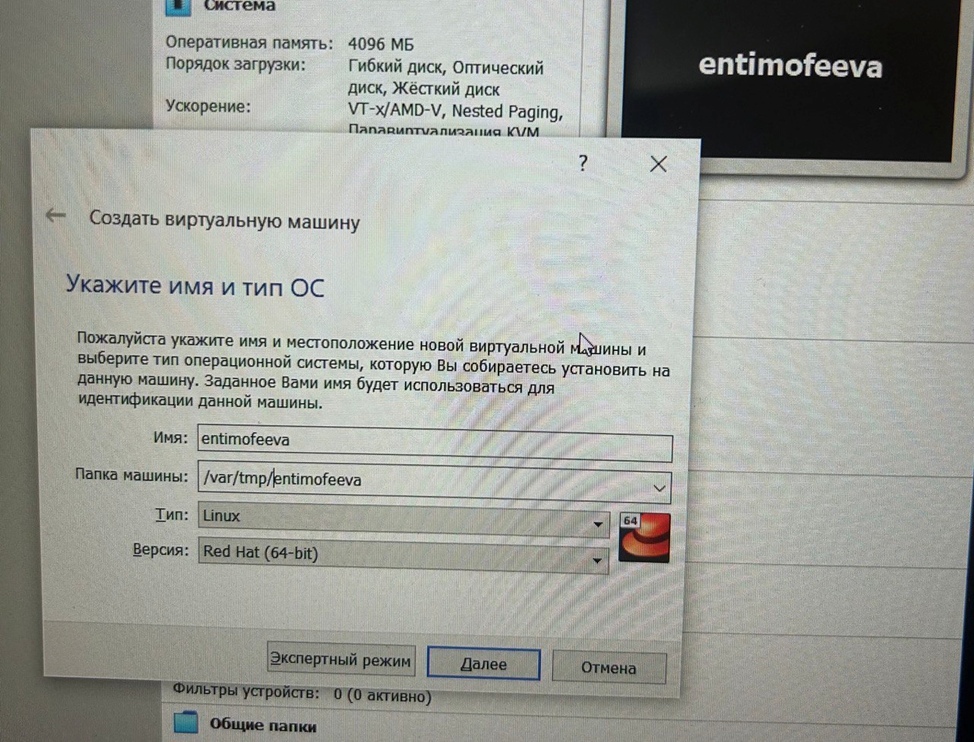 Система
Оперативная память: 4096 МБ
Порядок загрузки: Гибкий диск, Оптический
диск, Жёсткий диск
Ускорение: VT-x/AMD-V, Nested Paging,
Паравиртуализация KVM
entimofeeva
?
Создать виртуальную машину
Укажите имя и тип ОС
Пожалуйста укажите имя и местоположение новой виртуальной машины и
выберите тип операционной системы, которую Вы собираетесь установить на
данную машину. Заданное Вами имя будет использоваться для
идентификации данной машины.
Имя: entimofeeva
Папка машины: /var/tmp/entimofeeva
Тип: Linux
64
Версия: Red Hat (64-bit)
Экспертный режим Далее Отмена
Фильтры устройств: 0 (0 активно)
Общие папки